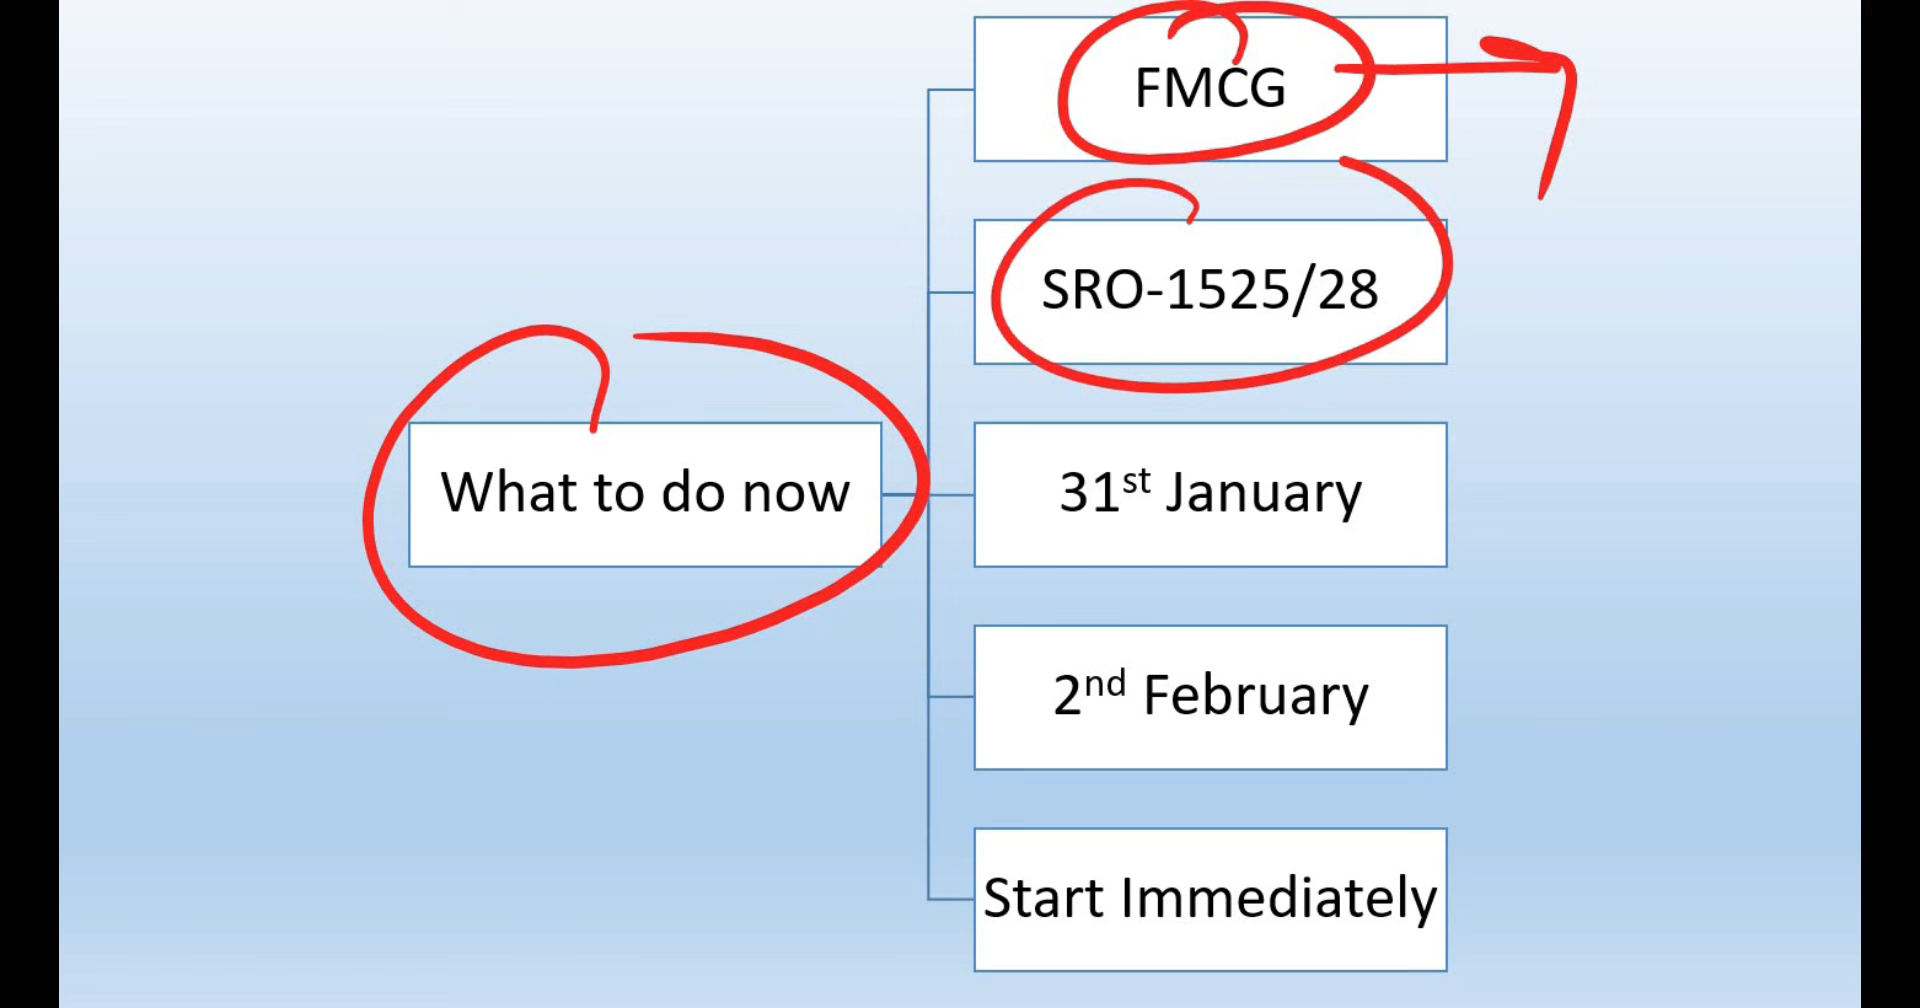 FMCG
SRO-1525/28
What to do now
31st January
2nd February
Start Immediately